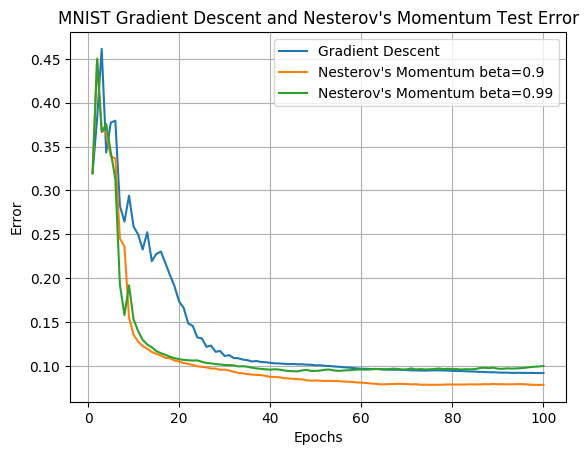 MNIST Gradient Descent and Nesterov's Momentum Test Error
Gradient Descent
Nesterov's Momentum beta=0.9
Nesterov's Momentum beta=0.99
Error
0.45
0.40
0.35
0.30
0.25
0.20
0.15
0.10
0 20 40 60 80 100
Epochs